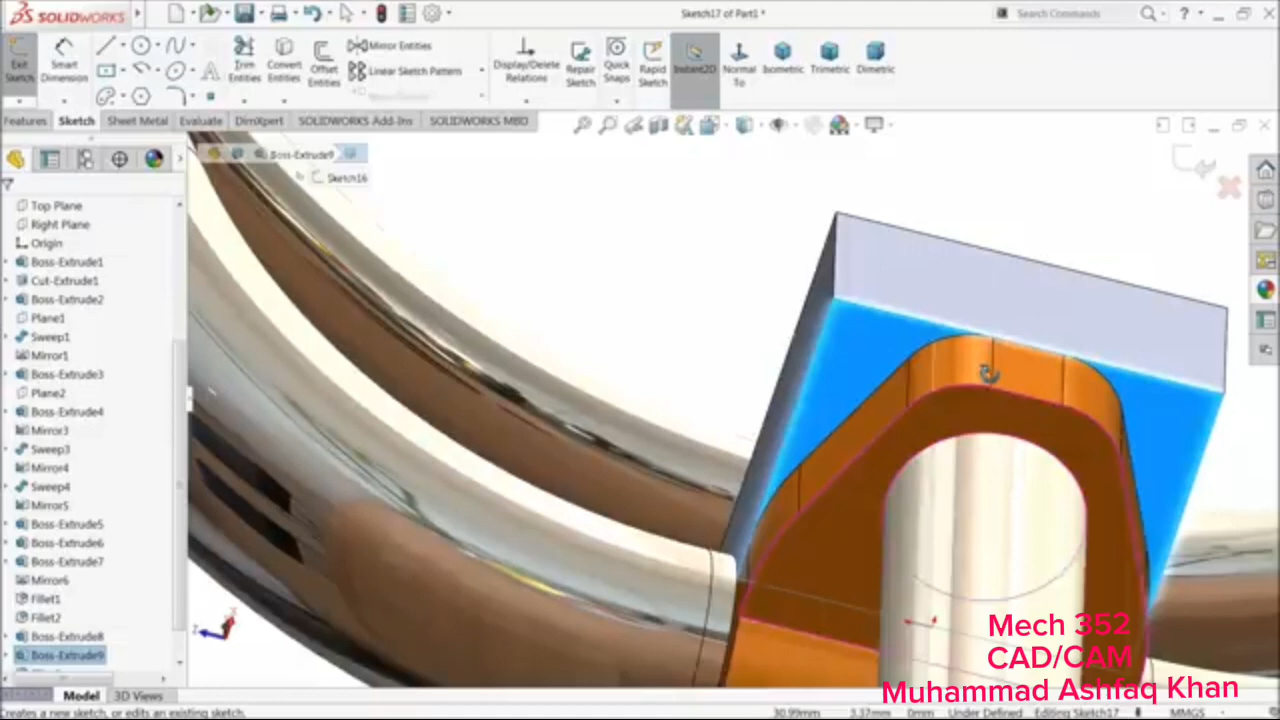 SOLIDWORKS
Sketch17 of Part1 *
Search Commands
?
Exit Sketch
Smart Dimension
Trim Entities
Convert Entities
Offset Entities
Mirror Entities
Linear Sketch Pattern
Display/Delete Relations
Repair Sketch
Quick Snaps
Rapid Sketch
Instant2D
Normal To
Isometric
Trimetric
Dimetric
Features
Sketch
Sheet Metal
Evaluate
DimXpert
SOLIDWORKS Add-Ins
SOLIDWORKS MBD
Boss-Extrude9
Sketch16
Top Plane
Right Plane
Origin
Boss-Extrude1
Cut-Extrude1
Boss-Extrude2
Plane1
Sweep1
Mirror1
Boss-Extrude3
Plane2
Boss-Extrude4
Mirror3
Sweep3
Mirror4
Sweep4
Mirror5
Boss-Extrude5
Boss-Extrude6
Boss-Extrude7
Mirror6
Fillet1
Fillet2
Boss-Extrude8
Boss-Extrude9
Z
Mech 352
CAD/CAM
Muhammad Ashfaq Khan
Model
3D Views
Creates a new sketch, or edits an existing sketch.
30.99mm
3.37mm
0mm
Under Defined
Editing Sketch17
MMGS